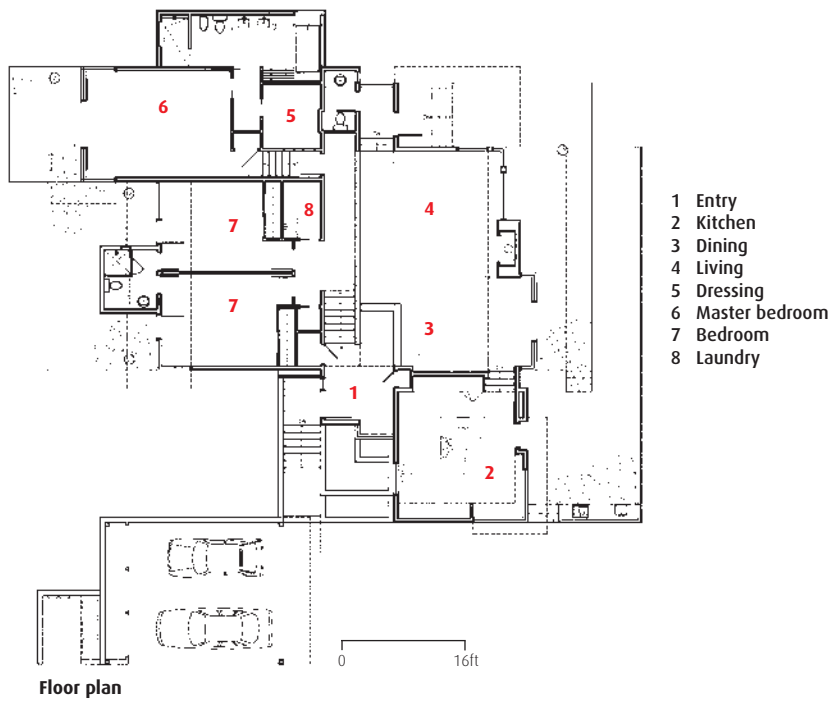 6
5
7
8
4
7
3
1
2
1 Entry
2 Kitchen
3 Dining
4 Living
5 Dressing
6 Master bedroom
7 Bedroom
8 Laundry
0 16ft
Floor plan